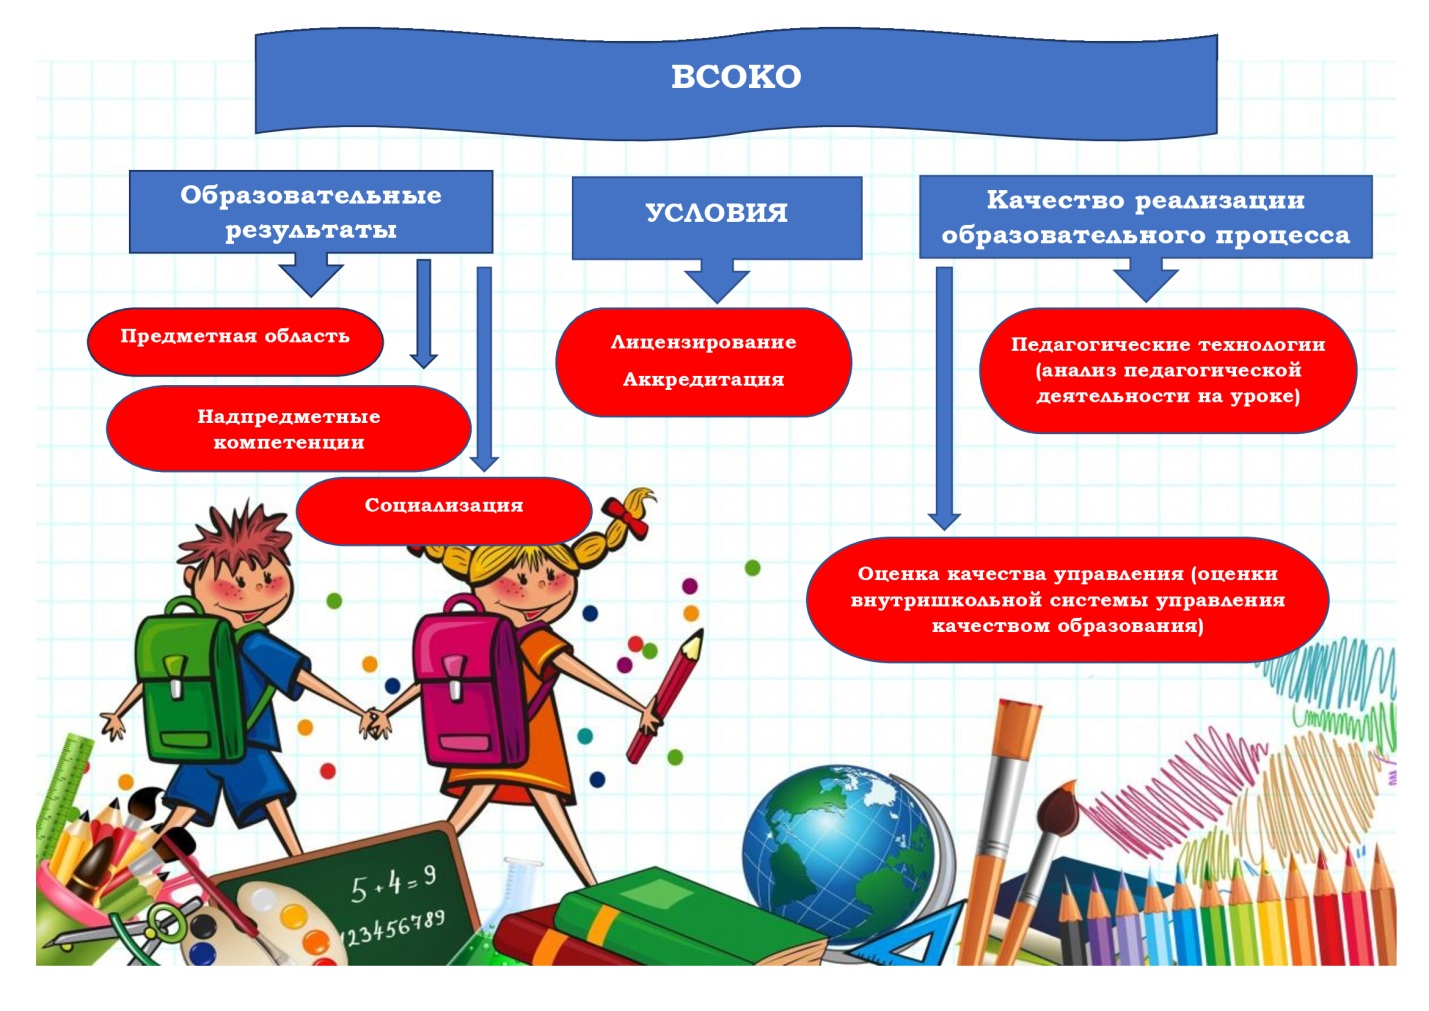 ВСОКО
Образовательные
результаты
УСЛОВИЯ
Качество реализации
образовательного процесса
Предметная область
Надпредметные
компетенции
Социализация
Лицензирование
Аккредитация
Педагогические технологии
(анализ педагогической
деятельности на уроке)
Оценка качества управления (оценки
внутришкольной системы управления
качеством образования)
5+4=9
123456789